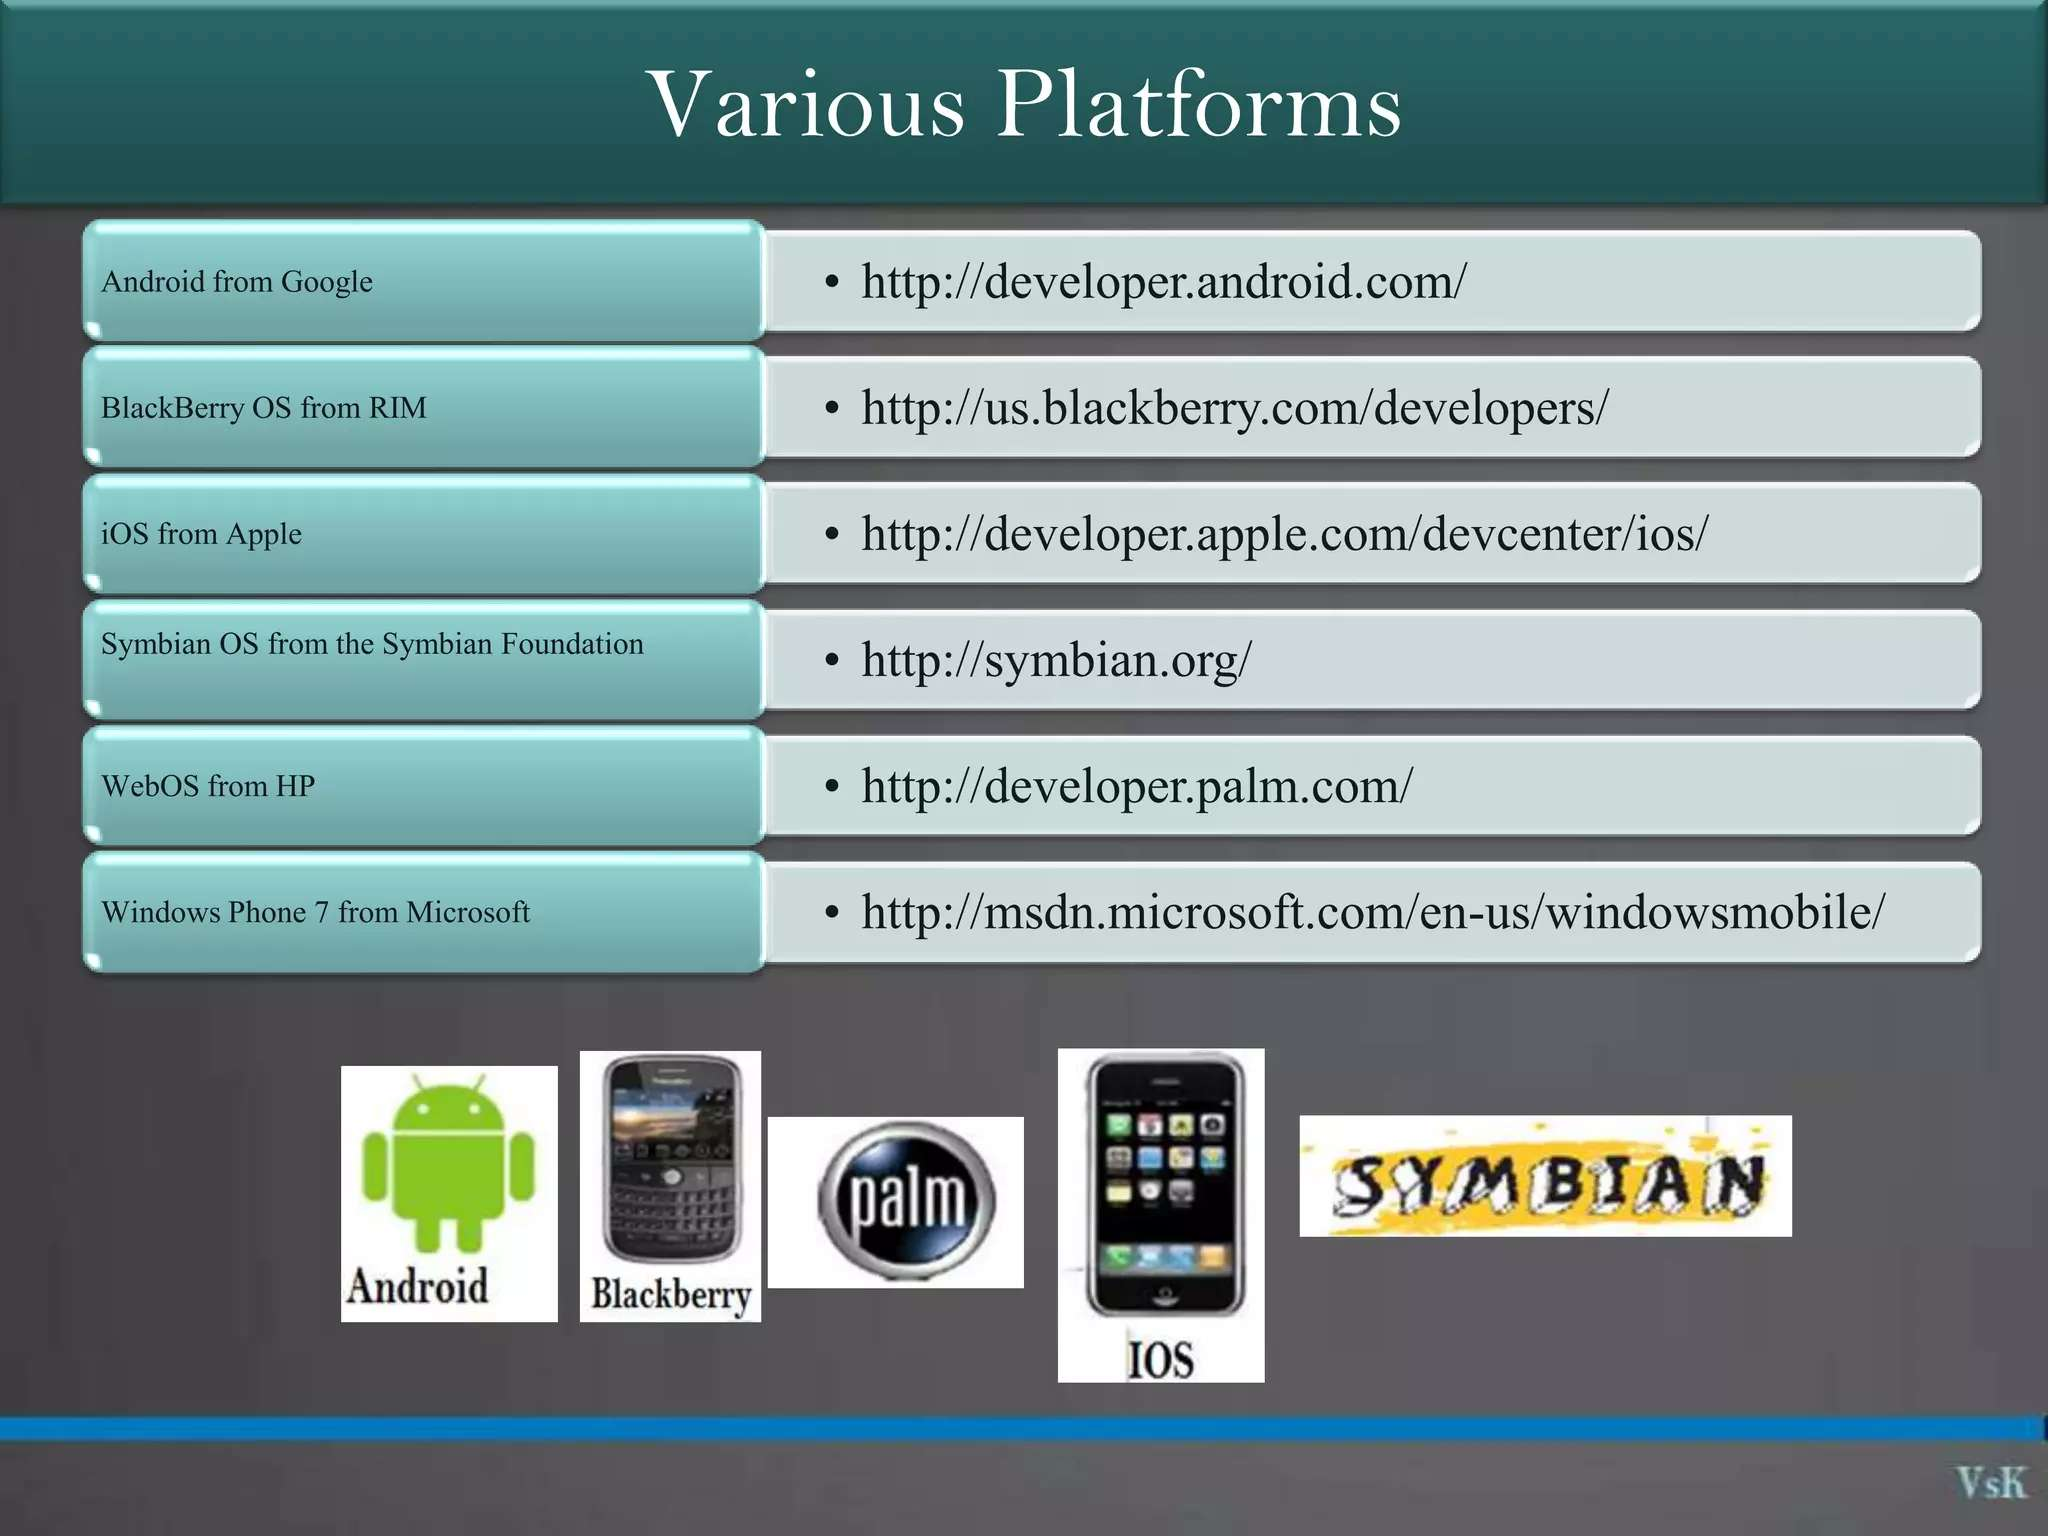 Various Platforms
Android from Google
• http://developer.android.com/
BlackBerry OS from RIM
• http://us.blackberry.com/developers/
iOS from Apple
• http://developer.apple.com/devcenter/ios/
Symbian OS from the Symbian Foundation
• http://symbian.org/
WebOS from HP
• http://developer.palm.com/
Windows Phone 7 from Microsoft
• http://msdn.microsoft.com/en-us/windowsmobile/
Android
Blackberry
palm
IOS
SYMBIAN
VsK